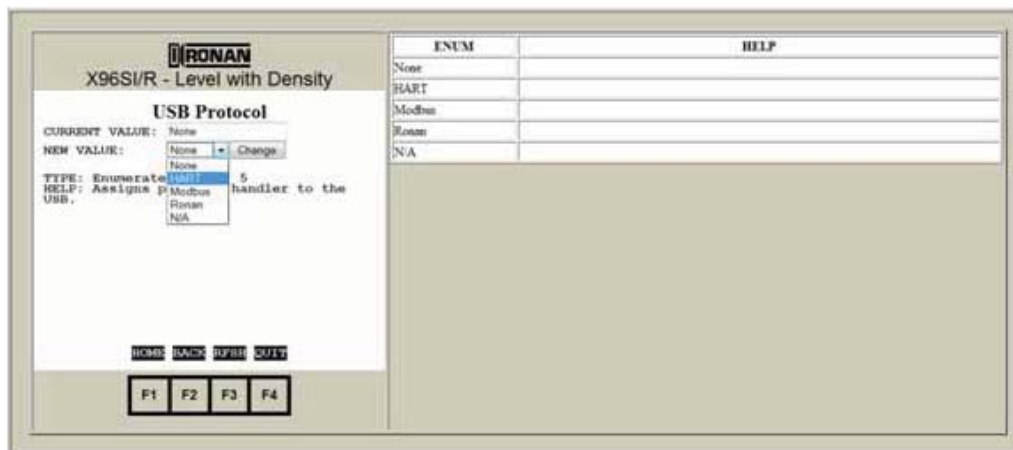 RONAN
X96SI/R - Level with Density
USB Protocol
CURRENT VALUE: None
NEW VALUE: None Change
None
HART
Modbus
Ronan
N/A
TYPE: Enumerate 5
HELP: Assigns p handler to the
USB.
HOME BACK RFSH QUIT
F1 F2 F3 F4
ENUM HELP
None
HART
Modbus
Ronan
N/A